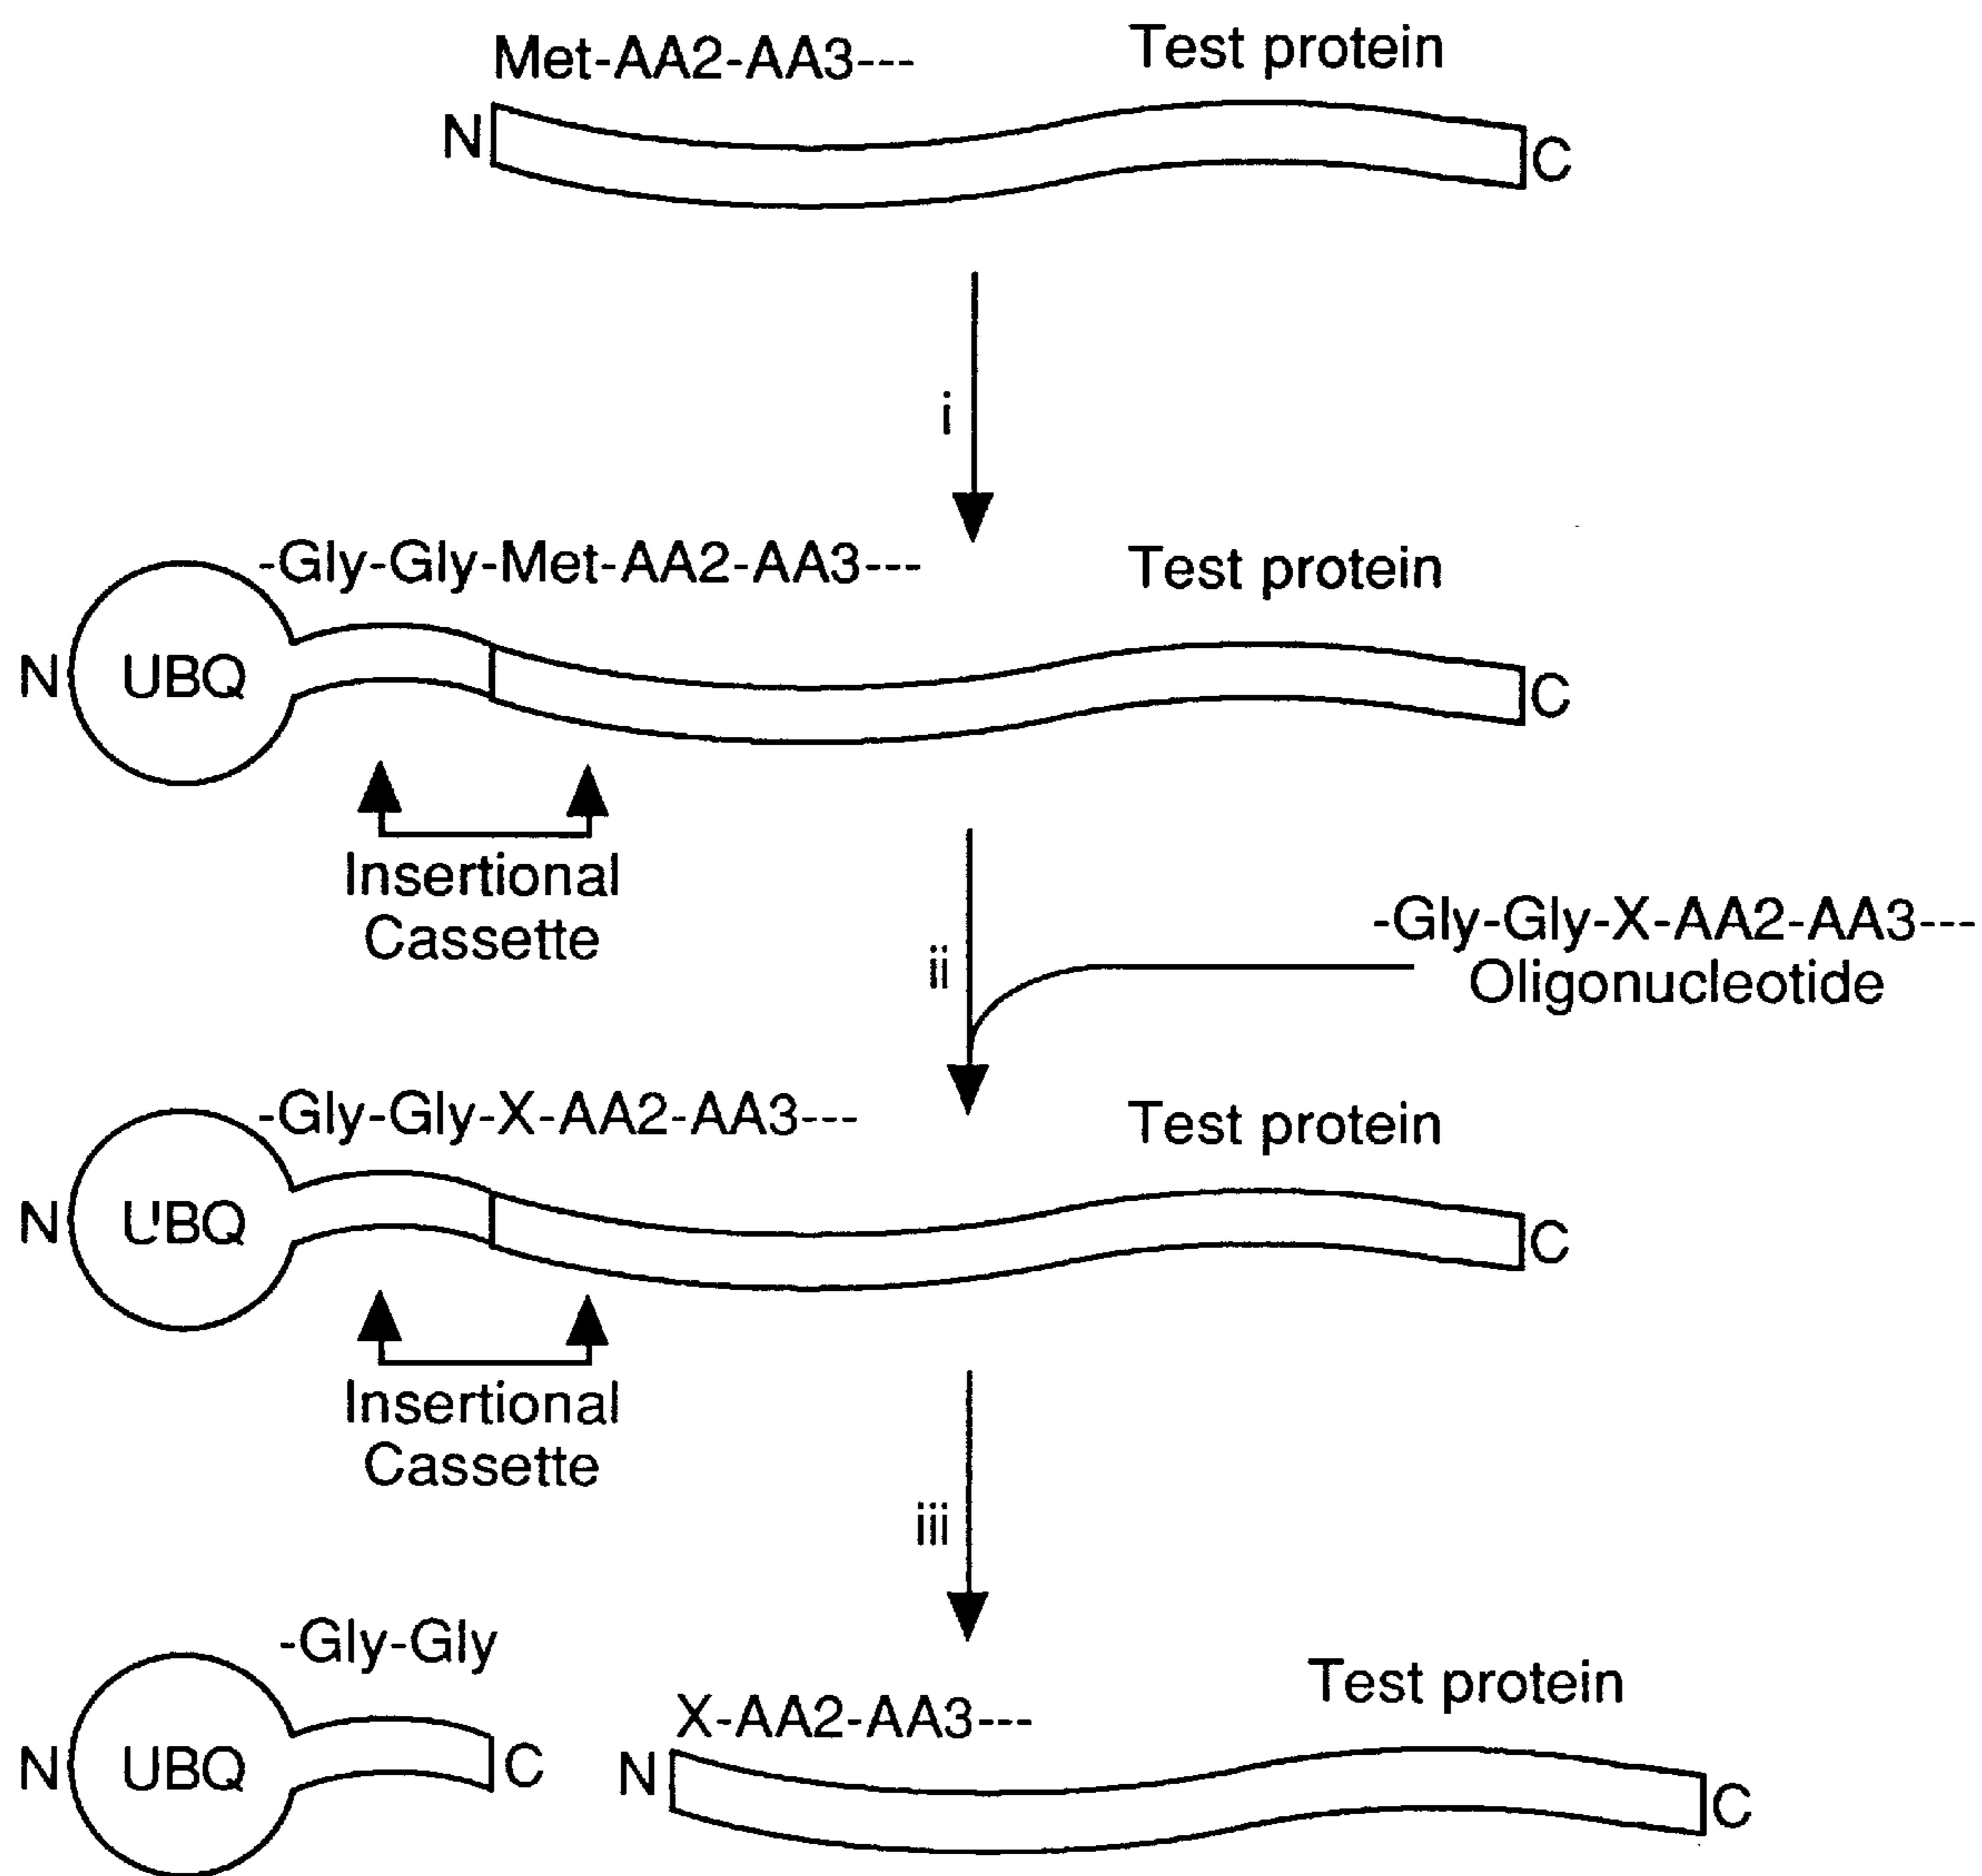 Met-AA2-AA3---
Test protein
N
C
i
-Gly-Gly-Met-AA2-AA3---
Test protein
N
UBQ
C
Insertional
Cassette
ii
-Gly-Gly-X-AA2-AA3---
Oligonucleotide
-Gly-Gly-X-AA2-AA3---
Test protein
N
UBQ
C
Insertional
Cassette
iii
-Gly-Gly
Test protein
X-AA2-AA3---
N
UBQ
C
N
C